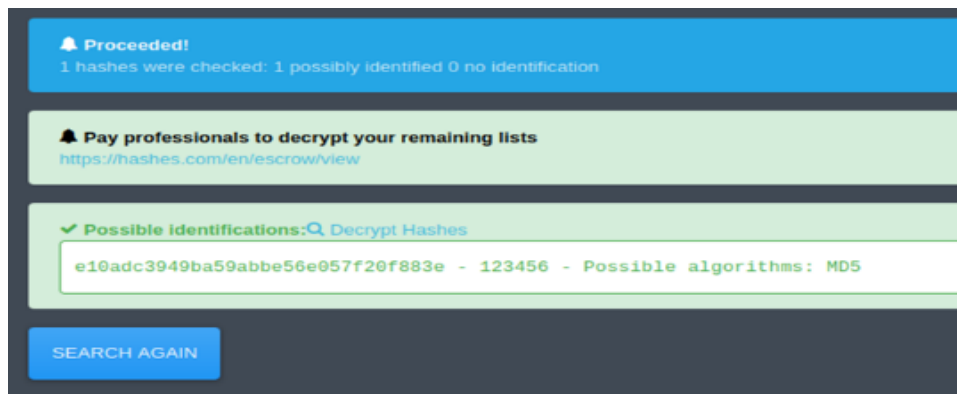 Proceeded!
1 hashes were checked: 1 possibly identified 0 no identification
Pay professionals to decrypt your remaining lists
https://hashes.com/en/escrow/view
Possible identifications: Decrypt Hashes
e10adc3949ba59abbe56e057f20f883e - 123456 - Possible algorithms: MD5
SEARCH AGAIN